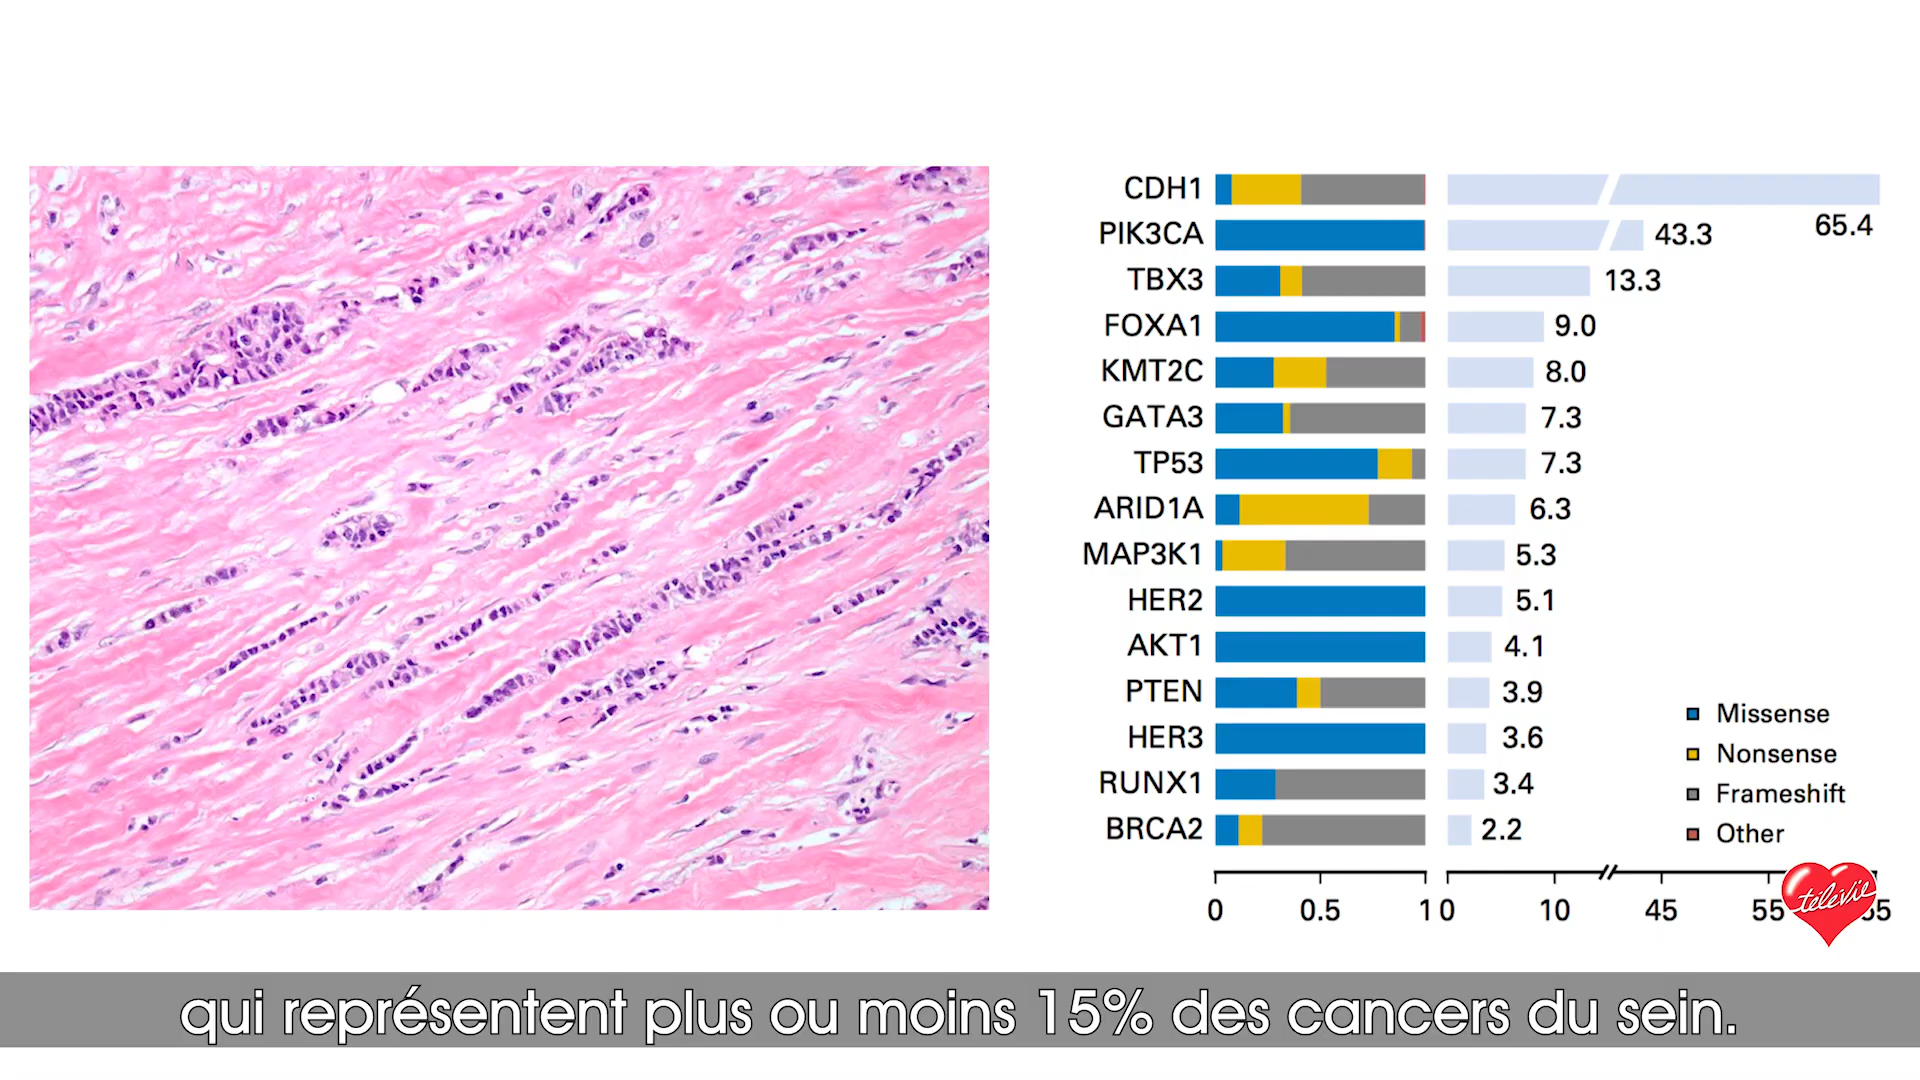 CDH1
65.4
PIK3CA
43.3
TBX3
13.3
FOXA1
9.0
KMT2C
8.0
GATA3
7.3
TP53
7.3
ARID1A
6.3
MAP3K1
5.3
HER2
5.1
AKT1
4.1
PTEN
3.9
HER3
3.6
RUNX1
3.4
BRCA2
2.2
Missense
Nonsense
Frameshift
Other
0 0.5 1 0 10 45 55 65
télévie
qui représentent plus ou moins 15% des cancers du sein.